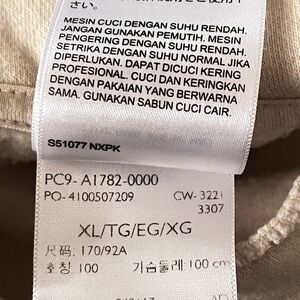 さい。
MESIN CUCI DENGAN SUHU RENDAH.
JANGAN GUNAKAN PEMUTIH. MESIN
PENGERING DENGAN SUHU RENDAH.
SETRIKA DENGAN SUHU NORMAL JIKA
DIPERLUKAN. DAPAT DICUCI KERING
PROFESIONAL. CUCI DAN KERINGKAN
DENGAN PAKAIAN YANG BERWARNA
SAMA. GUNAKAN SABUN CUCI CAIR.
S51077 NXPK
PC9- A1782-0000
PO- 4100507209 CW- 3221
3307
XL/TG/EG/XG
尺码: 170/92A
호칭: 100 가슴둘레: 100 cm